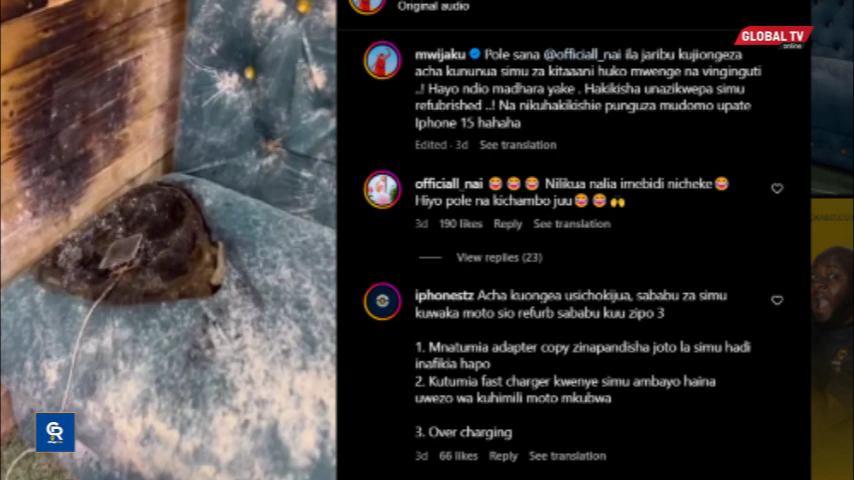 Original audio
GLOBAL TV
online
mwijaku Pole sana @officiall_nai ila jaribu kujiongeza
acha kununua simu za kitaaani huko mwenge na vinginguti
..! Hayo ndio madhara yake . Hakikisha unazikwepa simu
refubrished ..! Na nikuhakikishie punguza mudomo upate
Iphone 15 hahaha
Edited · 3d See translation
officiall_nai 😂😂😂 Nilikua nalia imebidi nicheke😂
Hiyo pole na kichambo juu😂😂🙌
3d 190 likes Reply See translation
View replies (23)
iphonestz Acha kuongea usichokijua, sababu za simu
kuwaka moto sio refurb sababu kuu zipo 3
1. Mnatumia adapter copy zinapandisha joto la simu hadi
inafikia hapo
2. Kutumia fast charger kwenye simu ambayo haina
uwezo wa kuhimili moto mkubwa
3. Over charging
3d 66 likes Reply See translation
GR